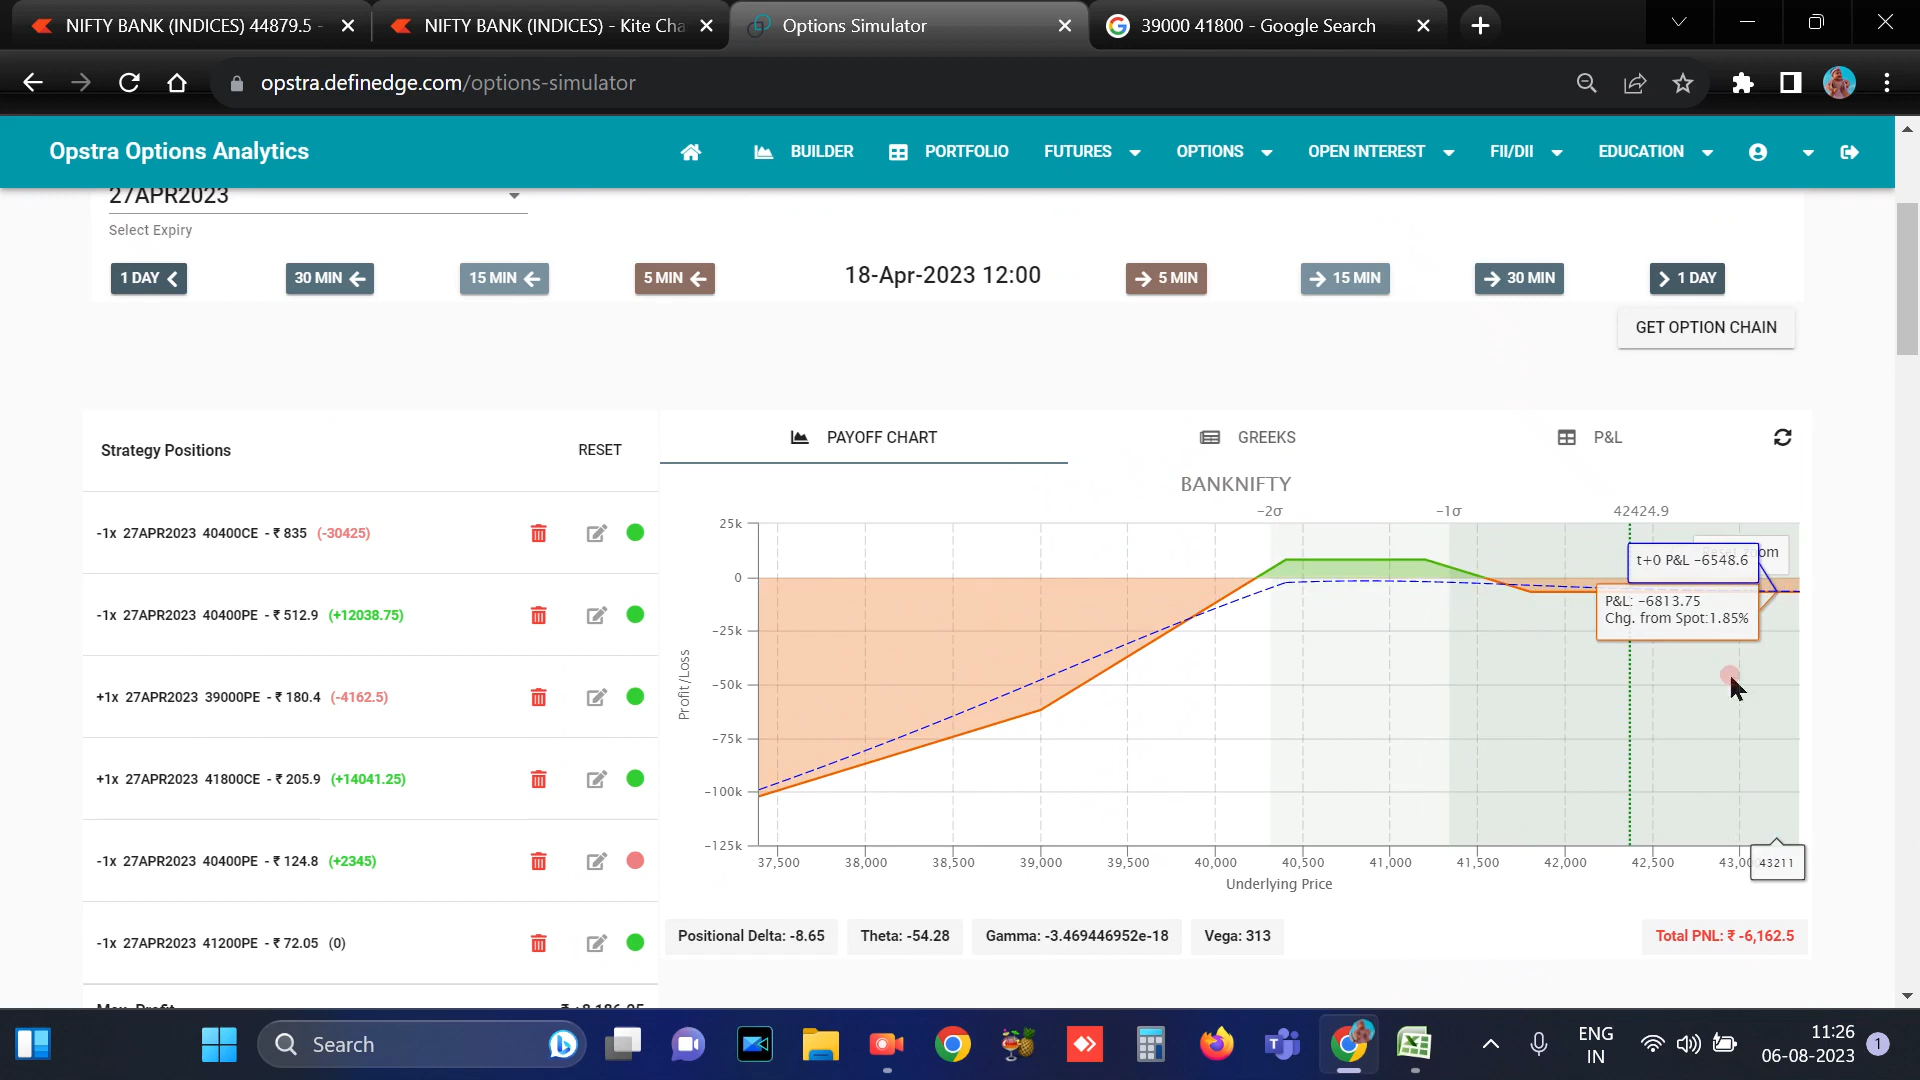 NIFTY BANK (INDICES) 44879.5 -
NIFTY BANK (INDICES) - Kite Cha
Options Simulator
39000 41800 - Google Search
opstra.definedge.com/options-simulator
Opstra Options Analytics
BUILDER
PORTFOLIO
FUTURES
OPTIONS
OPEN INTEREST
FII/DII
EDUCATION
27APR2023
Select Expiry
1 DAY
30 MIN
15 MIN
5 MIN
18-Apr-2023 12:00
5 MIN
15 MIN
30 MIN
1 DAY
GET OPTION CHAIN
Strategy Positions
RESET
PAYOFF CHART
GREEKS
P&L
-1x 27APR2023 40400CE - ₹ 835 (-30425)
-1x 27APR2023 40400PE - ₹ 512.9 (+12038.75)
+1x 27APR2023 39000PE - ₹ 180.4 (-4162.5)
+1x 27APR2023 41800CE - ₹ 205.9 (+14041.25)
-1x 27APR2023 40400PE - ₹ 124.8 (+2345)
-1x 27APR2023 41200PE - ₹ 72.05 (0)
BANKNIFTY
-2σ
-1σ
42424.9
25k
0
-25k
-50k
-75k
-100k
-125k
Profit/Loss
t+0 P&L -6548.6
P&L: -6813.75
Chg. from Spot:1.85%
37,500
38,000
38,500
39,000
39,500
40,000
40,500
41,000
41,500
42,000
42,500
43,00
43211
Underlying Price
Positional Delta: -8.65
Theta: -54.28
Gamma: -3.469446952e-18
Vega: 313
Total PNL: ₹ -6,162.5
Search
ENG
IN
11:26
06-08-2023
1